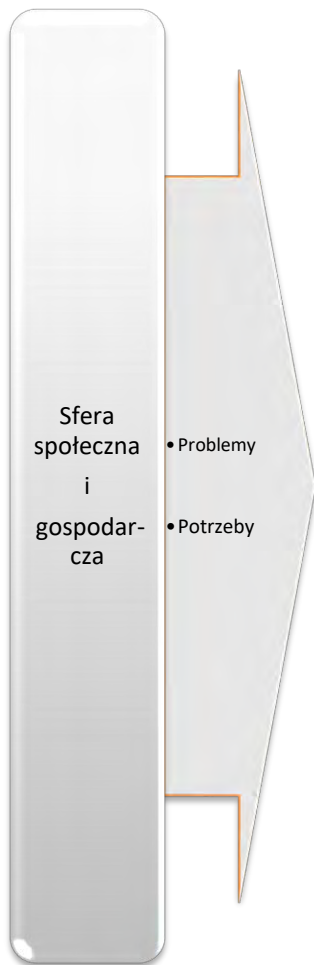 Sfera
społeczna
i
gospodar-
cza
• Problemy
• Potrzeby